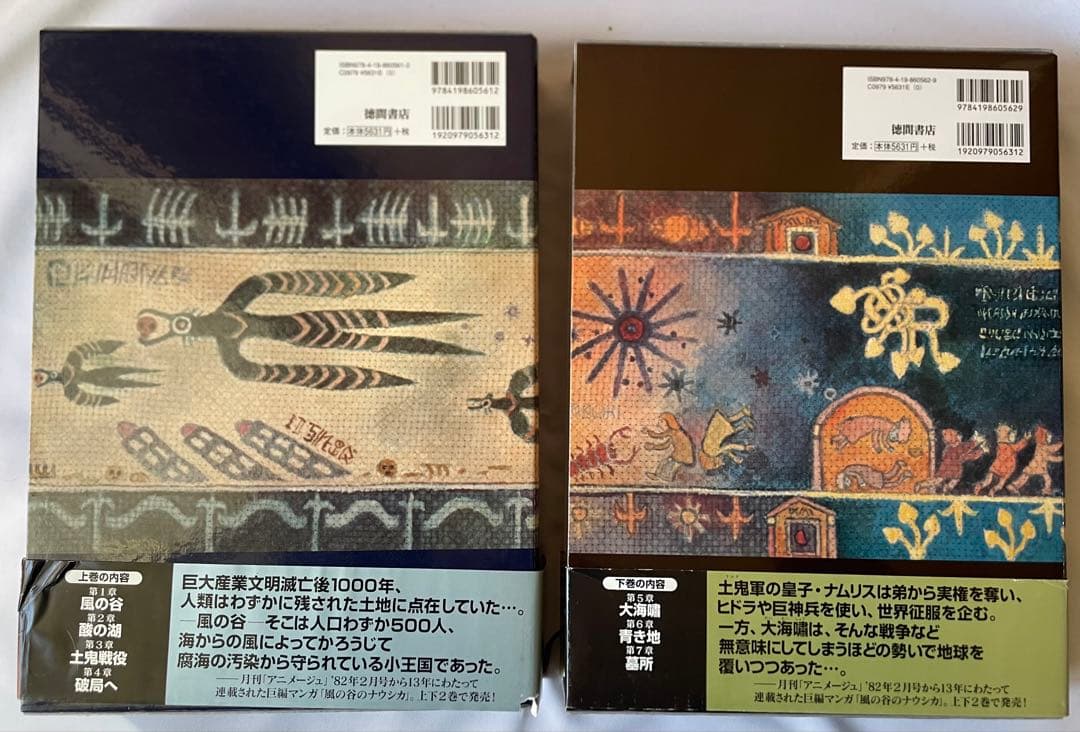 ISBN978-4-19-860561-2
C0979 ¥5631E (0)
9784198605612
徳間書店
定価：本体5631円+税
1920979056312
上巻の内容
第1章
風の谷
第2章
酸の湖
第3章
土鬼戦役
第4章
破局へ
巨大産業文明滅亡後1000年、
人類はわずかに残された土地に点在していた…。
―風の谷―そこは人口わずか500人、
海からの風によってかろうじて
腐海の汚染から守られている小王国であった。
――月刊「アニメージュ」’82年2月号から13年にわたって
連載された巨編マンガ「風の谷のナウシカ」。上下2巻で発売！
ISBN978-4-19-860562-9
C0979 ¥5631E (0)
9784198605629
徳間書店
定価：本体5631円+税
1920979056312
下巻の内容
第5章
大海嘯
第6章
青き地
第7章
墓所
土鬼軍の皇子・ナムリスは弟から実権を奪い、
ヒドラや巨神兵を使い、世界征服を企む。
一方、大海嘯は、そんな戦争など
無意味にしてしまうほどの勢いで地球を
覆いつつあった…。
――月刊「アニメージュ」’82年2月号から13年にわたって
連載された巨編マンガ「風の谷のナウシカ」。上下2巻で発売！